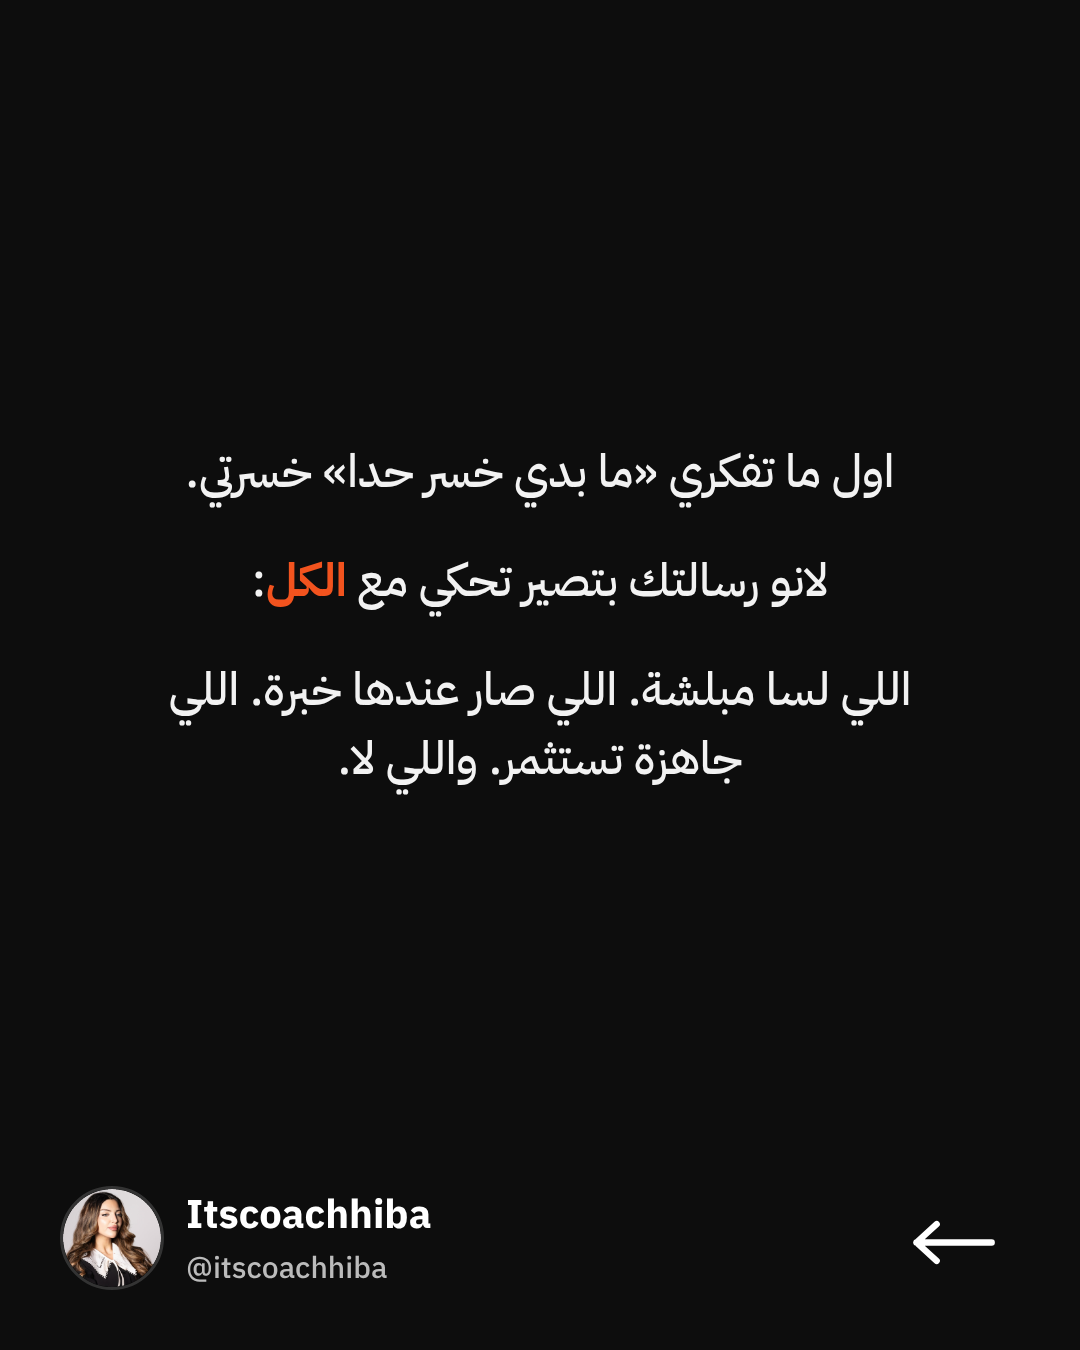 اول ما تفكري «ما بدي خسر حدا» خسرتي.
لانو رسالتك بتصير تحكي مع الكل:
اللي لسا مبلشة. اللي صار عندها خبرة. اللي
جاهزة تستثمر. واللي لا.
Itscoachhiba
@itscoachhiba